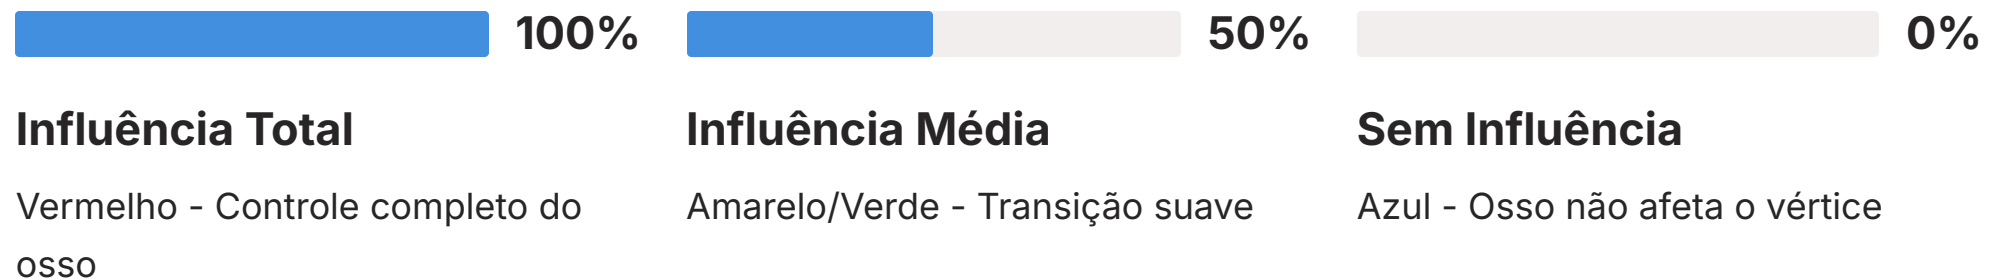 100%
Influência Total
Vermelho - Controle completo do
osso
50%
Influência Média
Amarelo/Verde - Transição suave
0%
Sem Influência
Azul - Osso não afeta o vértice